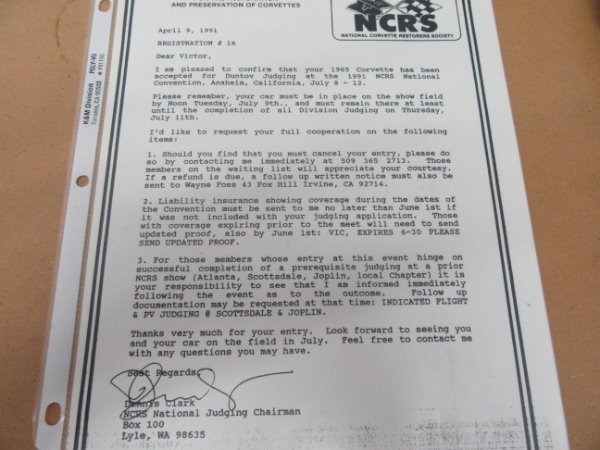 AND PRESERVATION OF CORVETTES
NCRS
NATIONAL CORVETTE RESTORERS SOCIETY
April 9, 1991
REGISTRATION # 16
Dear Victor,
I am pleased to confirm that your 1965 Corvette has been
accepted for Duntov Judging at the 1991 NCRS National
Convention, Anaheim, California, July 8 - 12.
Please remember, your car must be in place on the show field
by Noon Tuesday, July 9th., and must remain there at least
until the completion of all Division Judging on Thursday,
July 11th.
I'd like to request your full cooperation on the following
items:
1. Should you find that you must cancel your entry, please do
so by contacting me immediately at 509 365 2713. Those
members on the waiting list will appreciate your courtesy.
If a refund is due, a follow up written notice must also be
sent to Wayne Foss 43 Fox Hill Irvine, CA 92714.
2. Liability insurance showing coverage during the dates of
the Convention must be sent to me no later than June 1st if
it was not included with your judging application. Those
with coverage expiring prior to the meet will need to send
updated proof, also by June 1st: VIC, EXPIRES 6-30 PLEASE
SEND UPDATED PROOF.
3. For those members whose entry at this event hinge on
successful completion of a prerequisite judging at a prior
NCRS show (Atlanta, Scottsdale, Joplin, local Chapter) it is
your responsibility to see that I am informed immediately
following the event as to the outcome. Follow up
documentation may be requested at that time: INDICATED FLIGHT
& PV JUDGING @ SCOTTSDALE & JOPLIN.
Thanks very much for your entry. Look forward to seeing you
and your car on the field in July. Feel free to contact me
with any questions you may have.
Best Regards,
Dennis Clark
NCRS National Judging Chairman
Box 100
Lyle, WA 98635
K&M Division
POLY-VU
Torrance, CA 90503